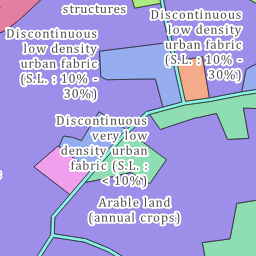 structures
Discontinuous
low density
urban fabric
(S.L. : 10% -
30%)
Discontinuous
low density
urban fabric
(S.L. : 10% -
30%)
Discontinuous
very low
density urban
fabric (S.L. :
< 10%)
Arable land
(annual crops)